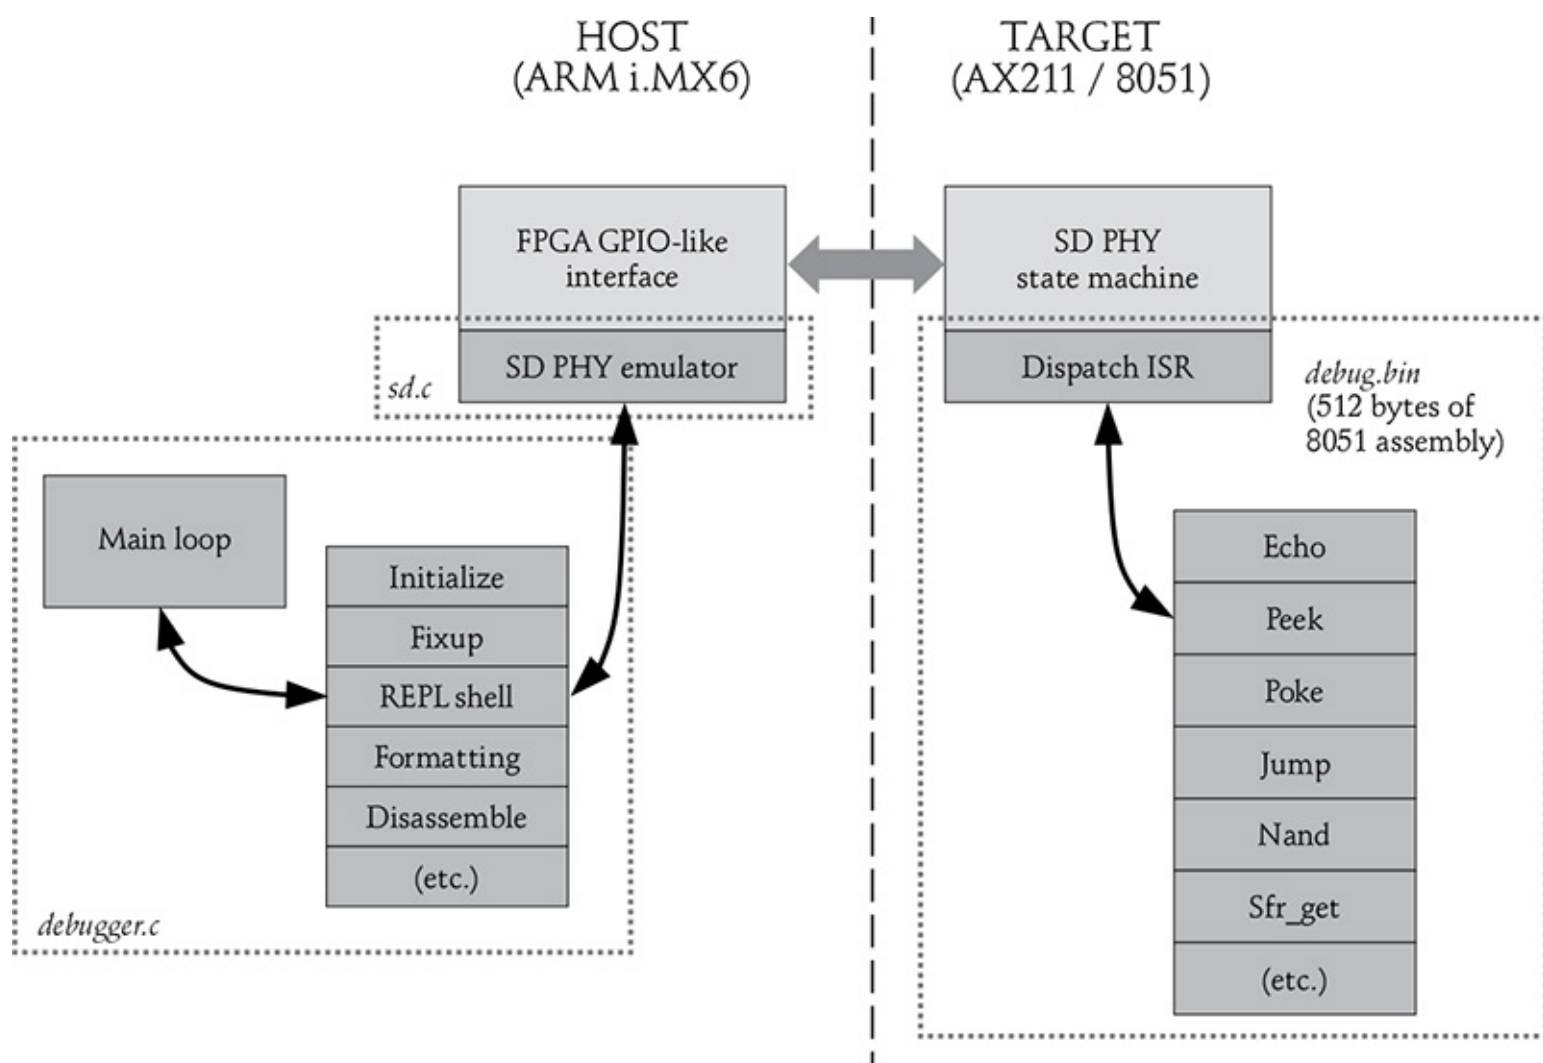 HOST
(ARM i.MX6)
TARGET
(AX211 / 8051)
FPGA GPIO-like
interface
SD PHY
state machine
sd.c
SD PHY emulator
Dispatch ISR
debug.bin
(512 bytes of
8051 assembly)
Main loop
Initialize
Fixup
REPL shell
Formatting
Disassemble
(etc.)
debugger.c
Echo
Peek
Poke
Jump
Nand
Sfr_get
(etc.)